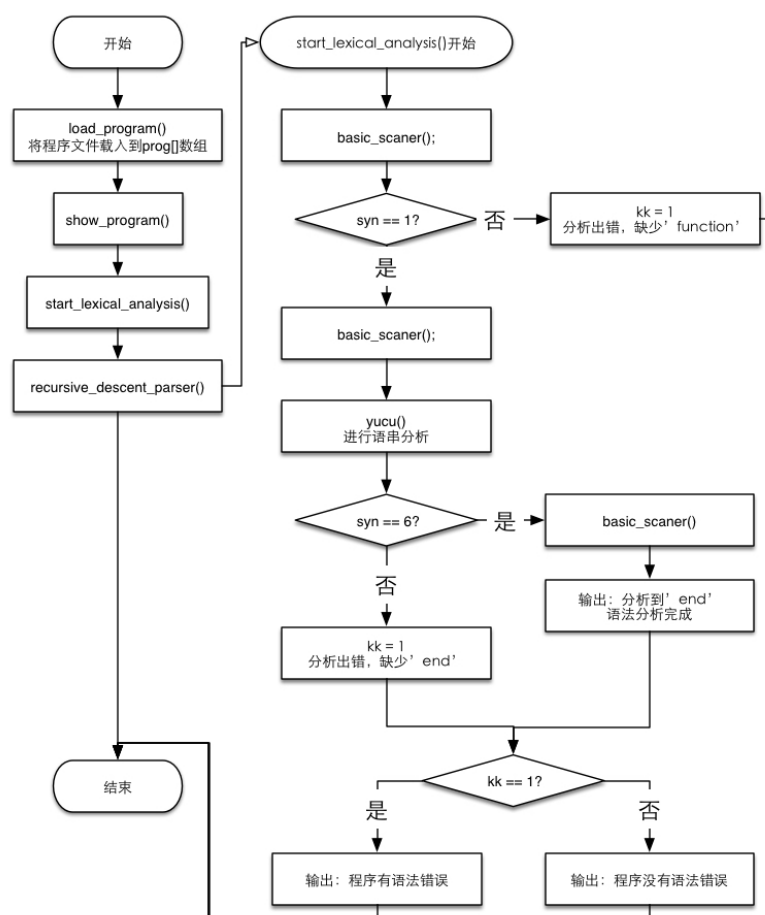 开始
load_program()
将程序文件载入到prog[]数组
show_program()
start_lexical_analysis()
recursive_descent_parser()
结束
start_lexical_analysis()开始
basic_scaner();
syn == 1?
否
kk = 1
分析出错，缺少’function’
是
basic_scaner();
yucu()
进行语串分析
syn == 6?
是
basic_scaner()
输出：分析到’end’
语法分析完成
否
kk = 1
分析出错，缺少’end’
kk == 1?
是
否
输出：程序有语法错误
输出：程序没有语法错误